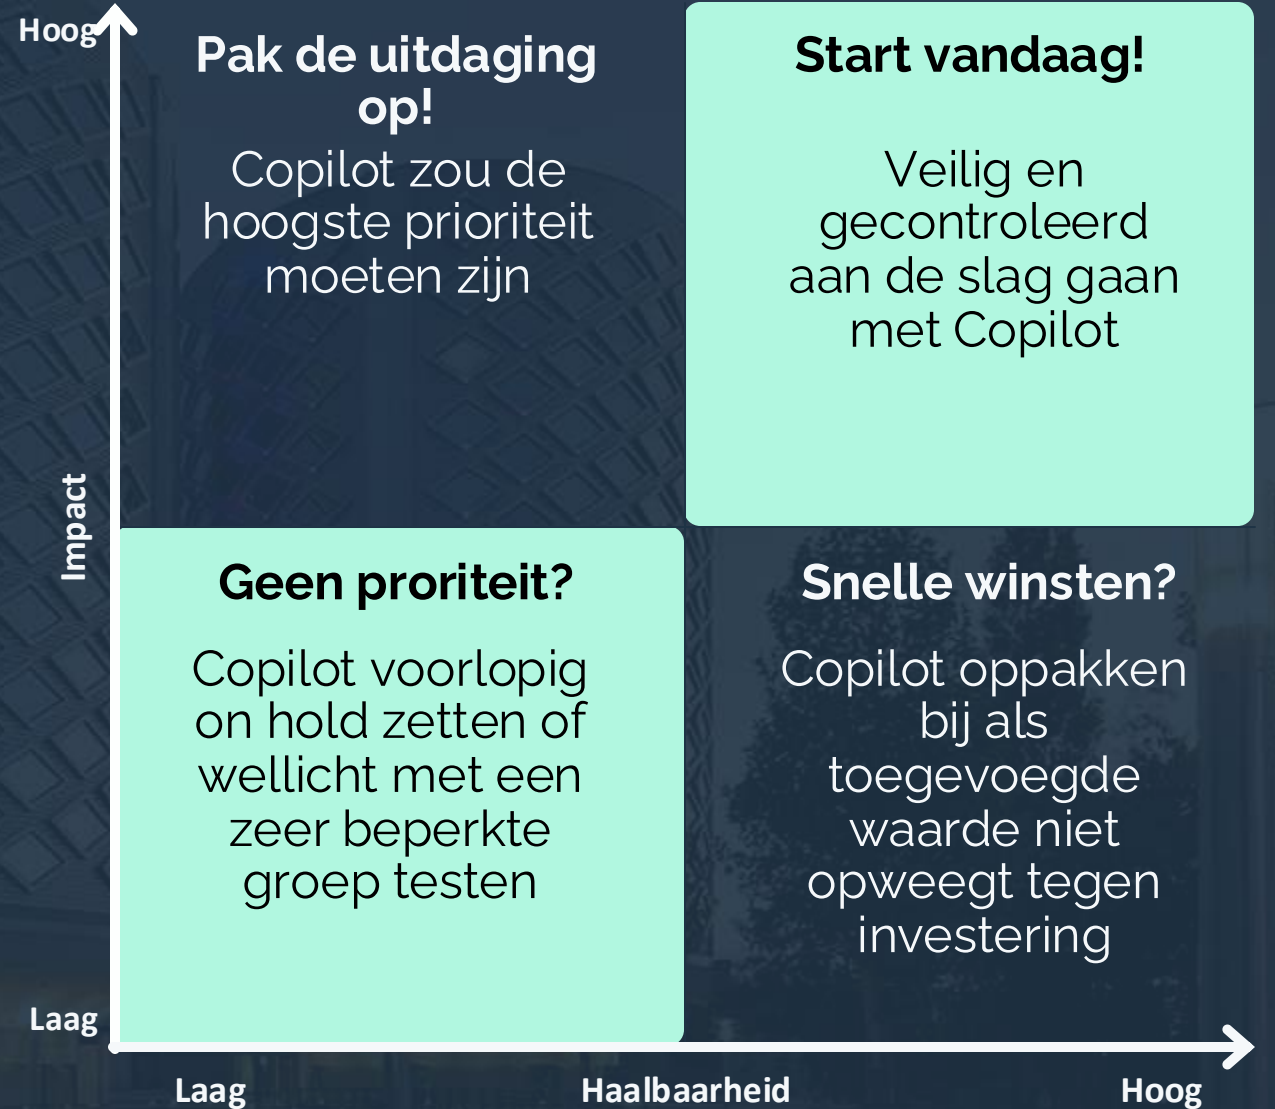 Hoog
Pak de uitdaging
op!
Copilot zou de
hoogste prioriteit
moeten zijn
Start vandaag!
Veilig en
gecontroleerd
aan de slag gaan
met Copilot
Impact
Geen proriteit?
Copilot voorlopig
on hold zetten of
wellicht met een
zeer beperkte
groep testen
Snelle winsten?
Copilot oppakken
bij als
toegevoegde
waarde niet
opweegt tegen
investering
Laag
Laag
Haalbaarheid
Hoog